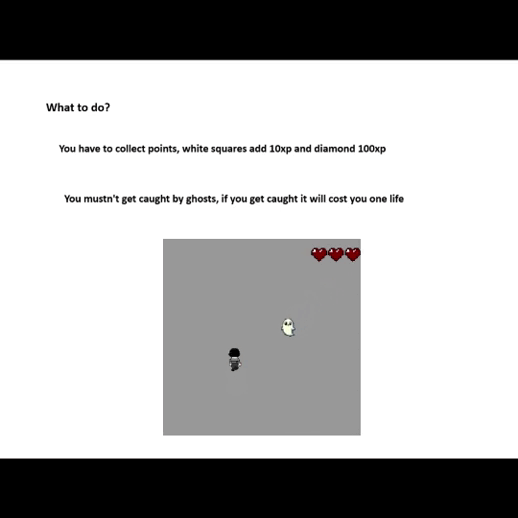 What to do?
You have to collect points, white squares add 10xp and diamond 100xp
You mustn't get caught by ghosts, if you get caught it will cost you one life